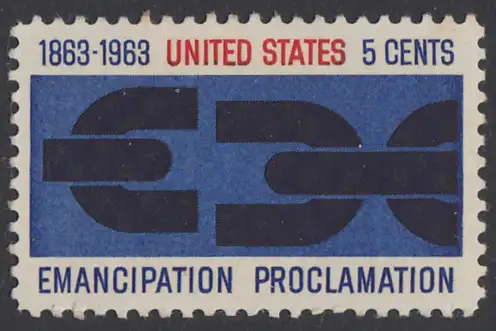 1863-1963 UNITED STATES 5 CENTS
EMANCIPATION PROCLAMATION